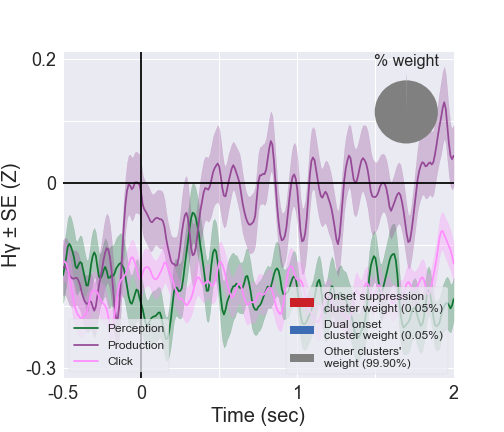 % weight
0.2
0
-0.3
Hγ ± SE (Z)
Perception
Production
Click
Onset suppression
cluster weight (0.05%)
Dual onset
cluster weight (0.05%)
Other clusters'
weight (99.90%)
-0.5
0
1
2
Time (sec)